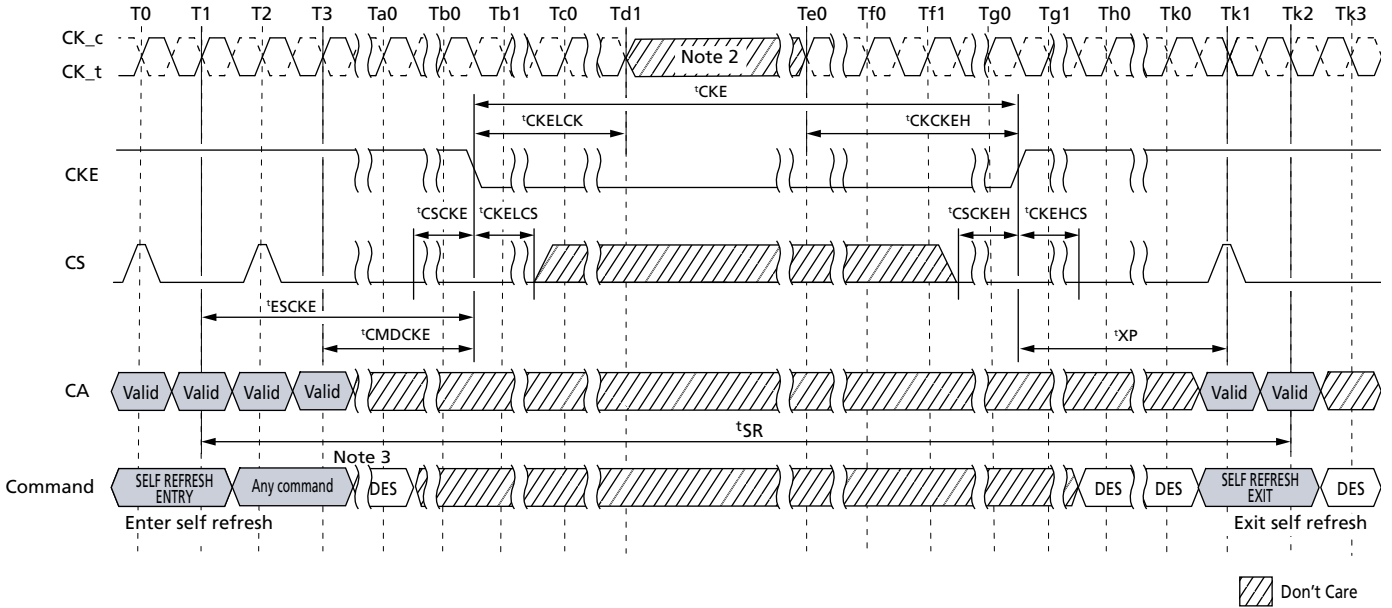 T0 T1 T2 T3 Ta0 Tb0 Tb1 Tc0 Td1 Te0 Tf0 Tf1 Tg0 Tg1 Th0 Tk0 Tk1 Tk2 Tk3
CK_c
CK_t
Note 2
tCKE
tCKELCK tCKCKEH
CKE
tCSCKE tCKELCS tCSCKEH tCKEHCS
CS
tESCKE
tCMDCKE tXP
CA Valid Valid Valid Valid Valid Valid
tSR
Note 3
Command SELF REFRESH ENTRY Any command DES DES DES SELF REFRESH EXIT DES
Enter self refresh Exit self refresh
Don't Care